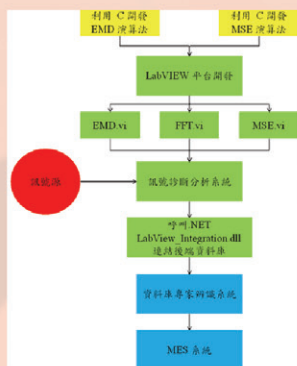 利用 C 開發
EMD 演算法
利用 C 開發
MSE 演算法
LabVIEW 平台開發
EMD.vi
FFT.vi
MSE.vi
訊號源
訊號診斷分析系統
呼叫.NET
LabView_Integration.dll
連結後端資料庫
資料庫專家辨識系統
MES 系統